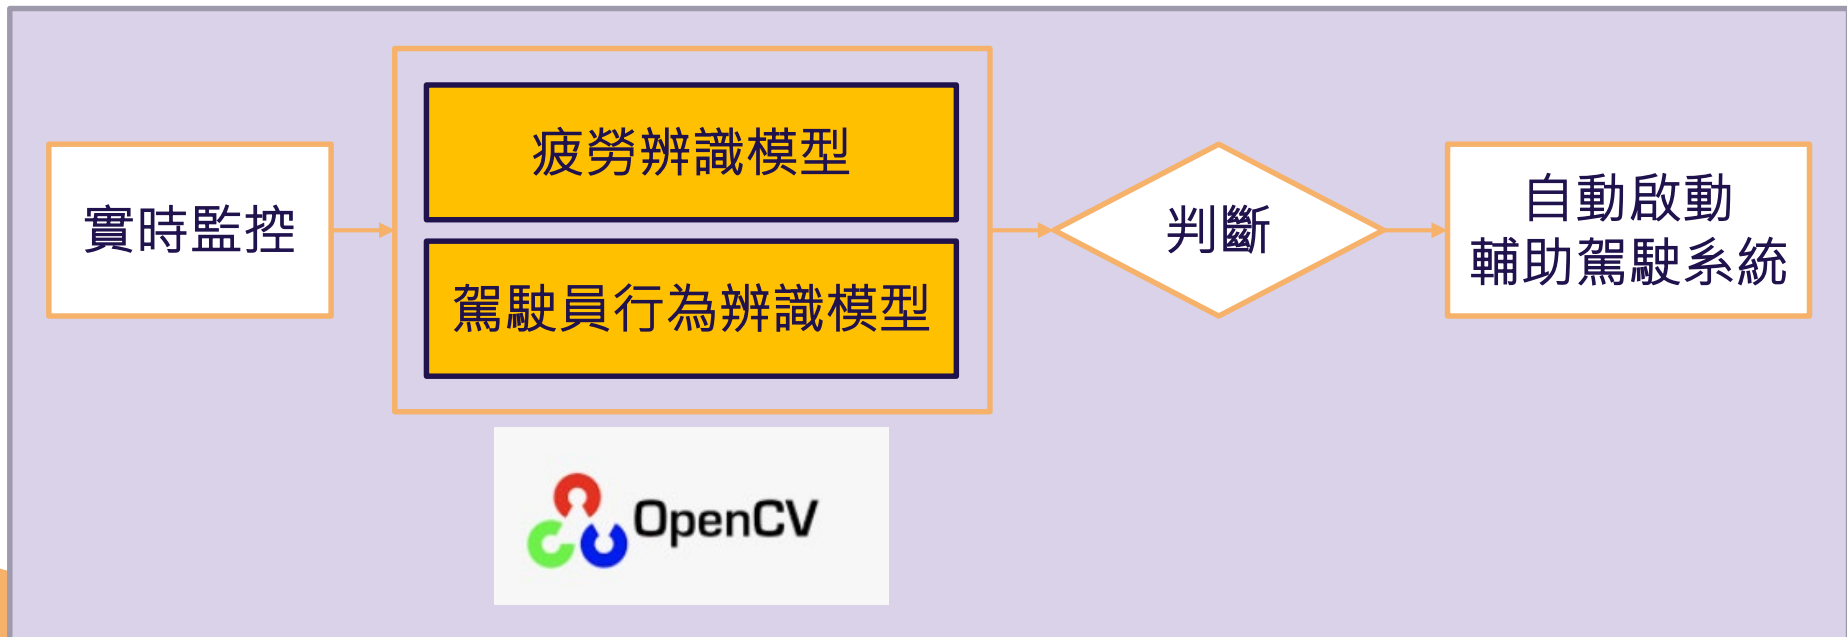 實時監控
疲勞辨識模型
駕駛員行為辨識模型
判斷
自動啟動
輔助駕駛系統
OpenCV